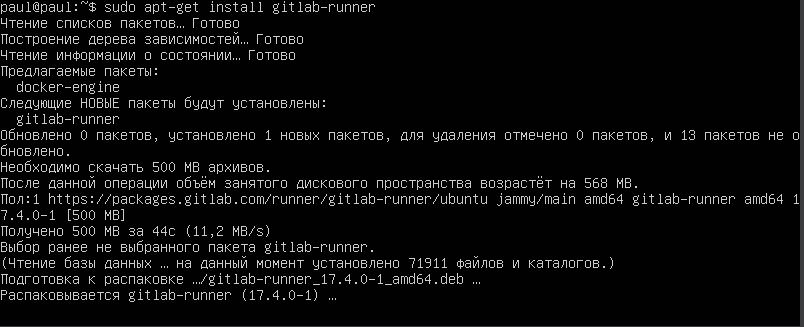 paul@paul:~$ sudo apt-get install gitlab-runner
Чтение списков пакетов… Готово
Построение дерева зависимостей… Готово
Чтение информации о состоянии… Готово
Предлагаемые пакеты:
  docker-engine
Следующие НОВЫЕ пакеты будут установлены:
  gitlab-runner
Обновлено 0 пакетов, установлено 1 новых пакетов, для удаления отмечено 0 пакетов, и 13 пакетов не о
бновлено.
Необходимо скачать 500 MB архивов.
После данной операции объём занятого дискового пространства возрастёт на 568 MB.
Пол:1 https://packages.gitlab.com/runner/gitlab-runner/ubuntu jammy/main amd64 gitlab-runner amd64 1
7.4.0-1 [500 MB]
Получено 500 MB за 44с (11,2 MB/s)
Выбор ранее не выбранного пакета gitlab-runner.
(Чтение базы данных … на данный момент установлено 71911 файлов и каталогов.)
Подготовка к распаковке …/gitlab-runner_17.4.0-1_amd64.deb …
Распаковывается gitlab-runner (17.4.0-1) …